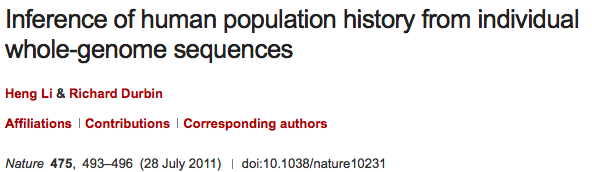 Inference of human population history from individual
whole-genome sequences
Heng Li & Richard Durbin
Affiliations | Contributions | Corresponding authors
Nature 475, 493–496 (28 July 2011) | doi:10.1038/nature10231